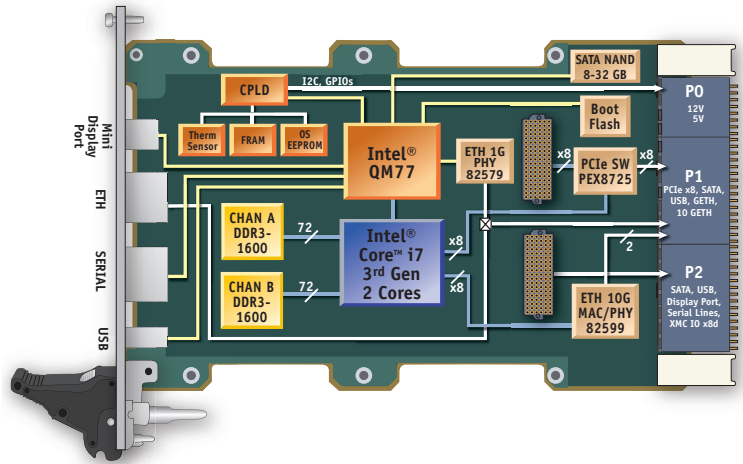 Mini
Display
Port
ETH
SERIAL
USB
CPLD
I2C, GPIOs
Therm
Sensor
FRAM
OS
EEPROM
Intel®
QM77
ETH 1G
PHY
82579
SATA NAND
8-32 GB
Boot
Flash
x8
PCIe SW
PEX8725
x8
CHAN A
DDR3-
1600
72
CHAN B
DDR3-
1600
72
Intel®
Core™ i7
3rd Gen
2 Cores
x8
x8
2
ETH 10G
MAC/PHY
82599
P0
12V
5V
P1
PCIe x8, SATA,
USB, GETH,
10 GETH
P2
SATA, USB,
Display Port,
Serial Lines,
XMC IO x8d